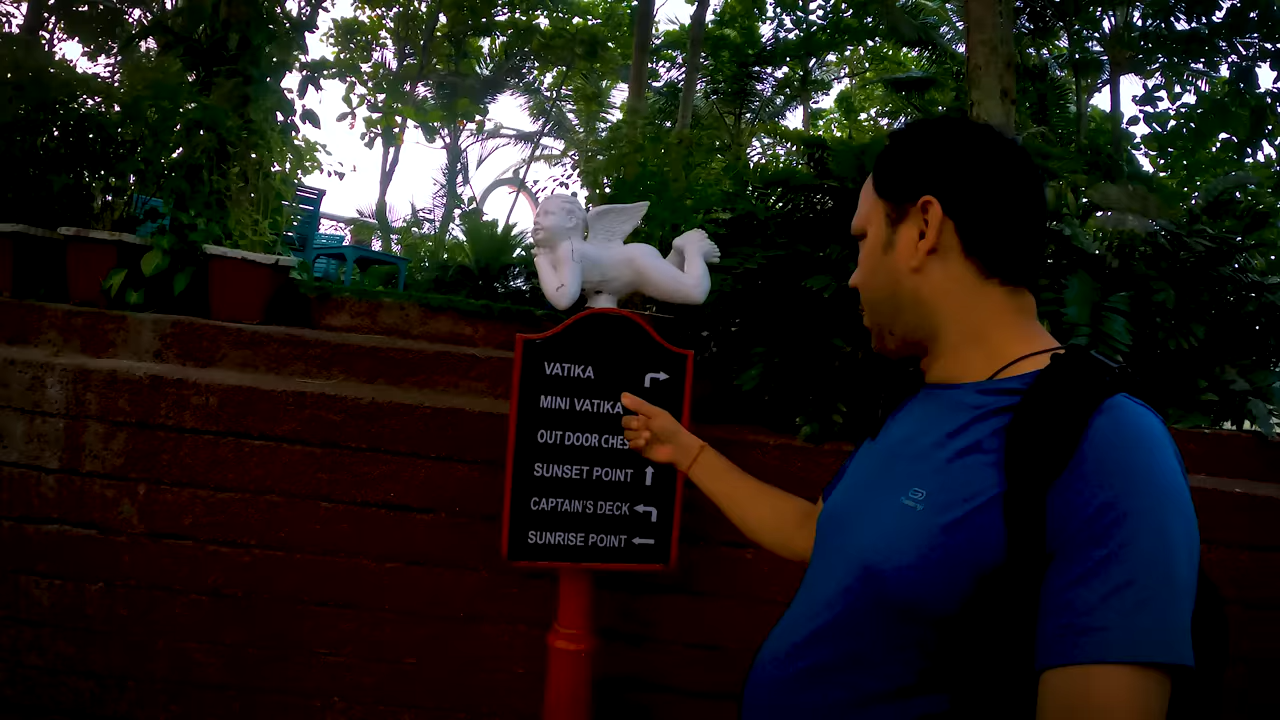 VATIKA
MINI VATIKA
OUT DOOR CHES
SUNSET POINT
CAPTAIN'S DECK
SUNRISE POINT